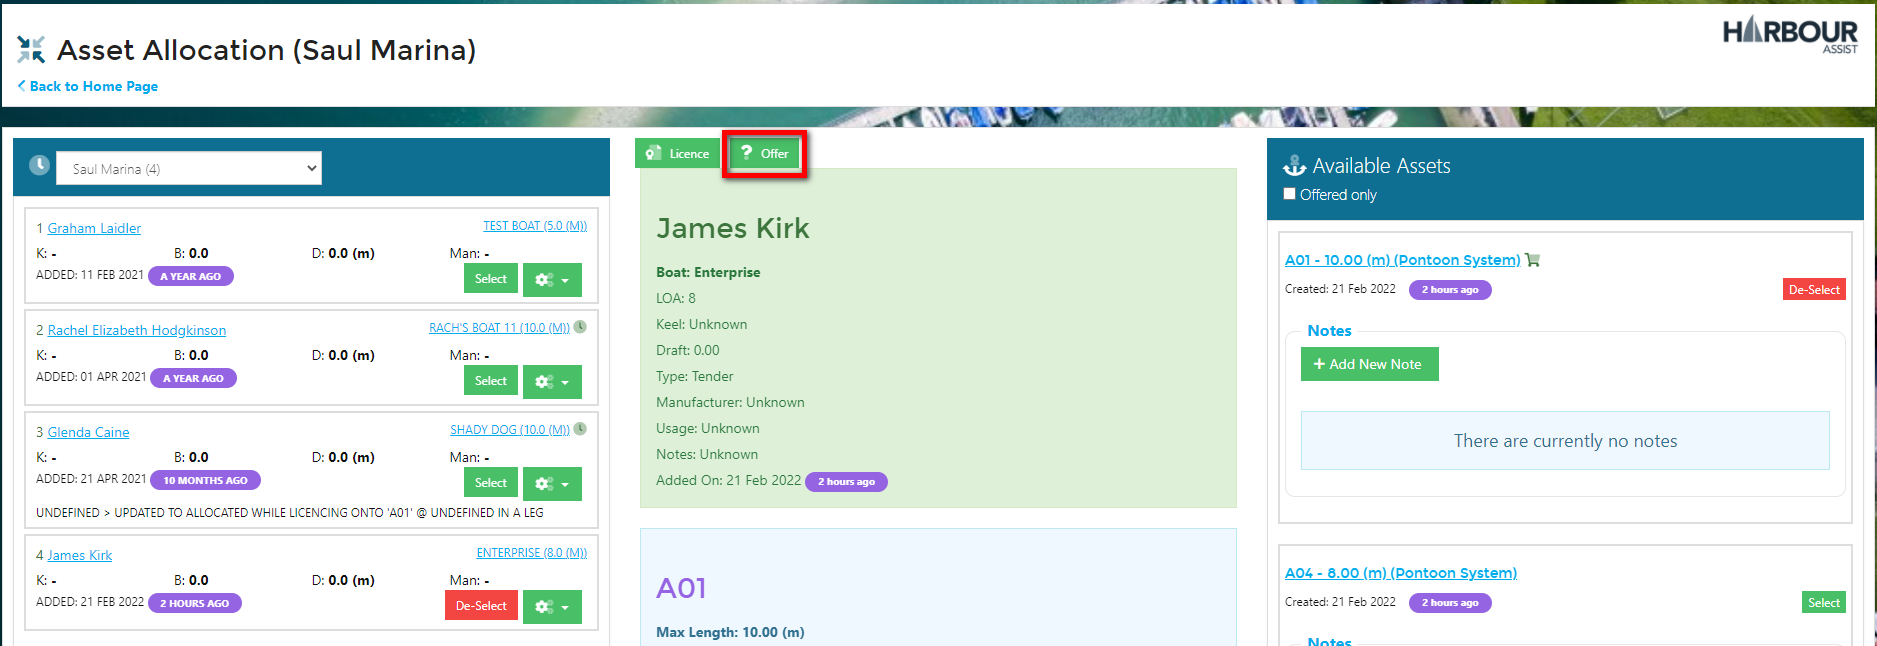 Asset Allocation (Saul Marina)
Back to Home Page
HARBOUR
ASSIST
Saul Marina (4)
1 Graham Laidler
TEST BOAT (5.0 (M))
K: - B: 0.0 D: 0.0 (m) Man: -
ADDED: 11 FEB 2021 A YEAR AGO
Select
2 Rachel Elizabeth Hodgkinson
RACH'S BOAT 11 (10.0 (M))
K: - B: 0.0 D: 0.0 (m) Man: -
ADDED: 01 APR 2021 A YEAR AGO
Select
3 Glenda Caine
SHADY DOG (10.0 (M))
K: - B: 0.0 D: 0.0 (m) Man: -
ADDED: 21 APR 2021 10 MONTHS AGO
Select
UNDEFINED > UPDATED TO ALLOCATED WHILE LICENCING ONTO 'A01' @ UNDEFINED IN A LEG
4 James Kirk
ENTERPRISE (8.0 (M))
K: - B: 0.0 D: 0.0 (m) Man: -
ADDED: 21 FEB 2022 2 HOURS AGO
De-Select
Licence
? Offer
James Kirk
Boat: Enterprise
LOA: 8
Keel: Unknown
Draft: 0.00
Type: Tender
Manufacturer: Unknown
Usage: Unknown
Notes: Unknown
Added On: 21 Feb 2022 2 hours ago
A01
Max Length: 10.00 (m)
Available Assets
Offered only
A01 - 10.00 (m) (Pontoon System)
Created: 21 Feb 2022 2 hours ago
De-Select
Notes
+ Add New Note
There are currently no notes
A04 - 8.00 (m) (Pontoon System)
Created: 21 Feb 2022 2 hours ago
Select
Notes